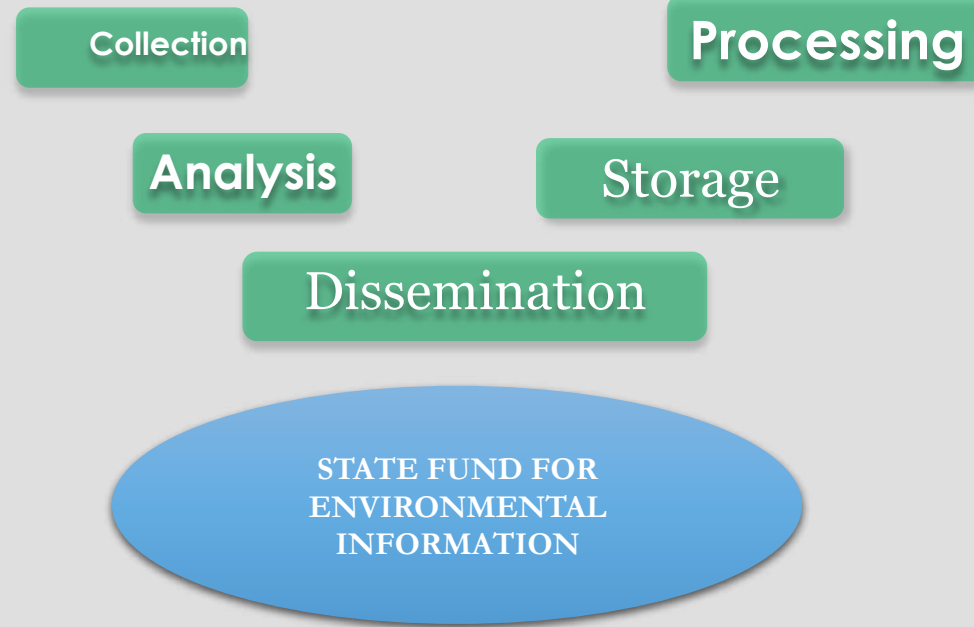 Collection
Processing
Analysis
Storage
Dissemination
STATE FUND FOR
ENVIRONMENTAL
INFORMATION